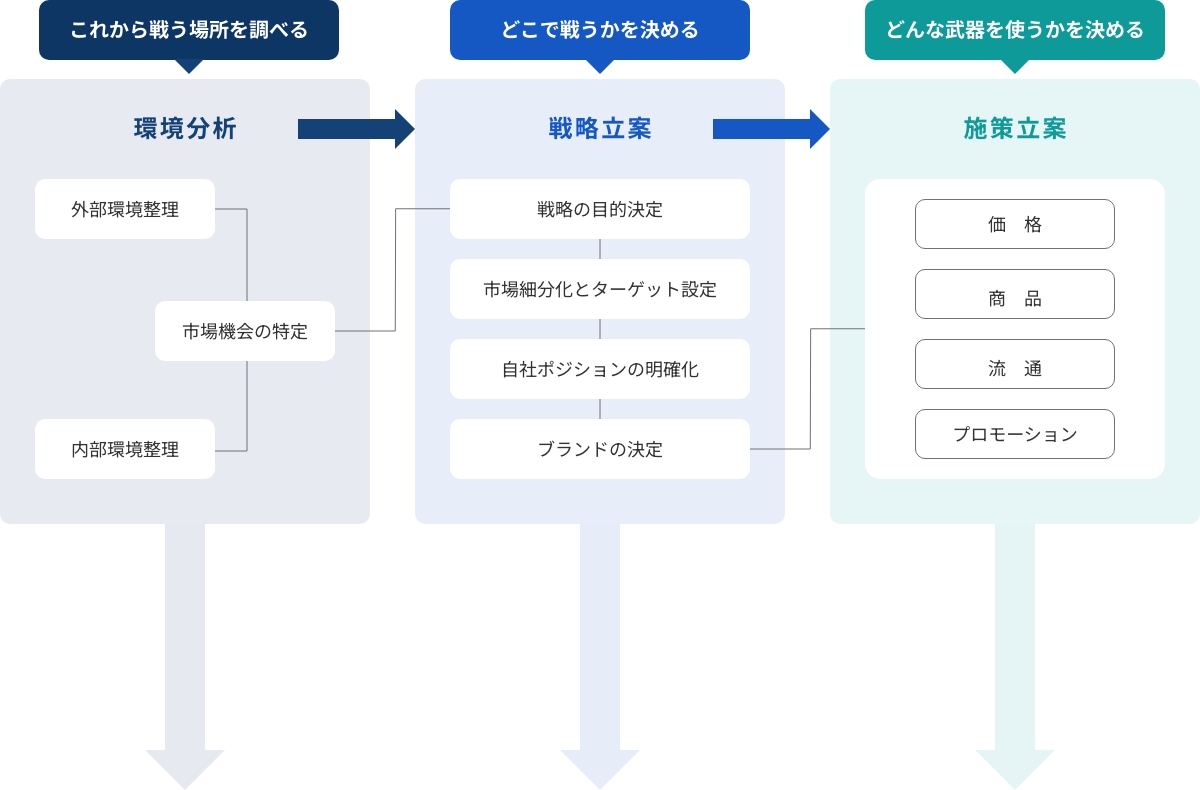 これから戦う場所を調べる
どこで戦うかを決める
どんな武器を使うかを決める
環境分析
戦略立案
施策立案
外部環境整理
市場機会の特定
内部環境整理
戦略の目的決定
市場細分化とターゲット設定
自社ポジションの明確化
ブランドの決定
価　格
商　品
流　通
プロモーション